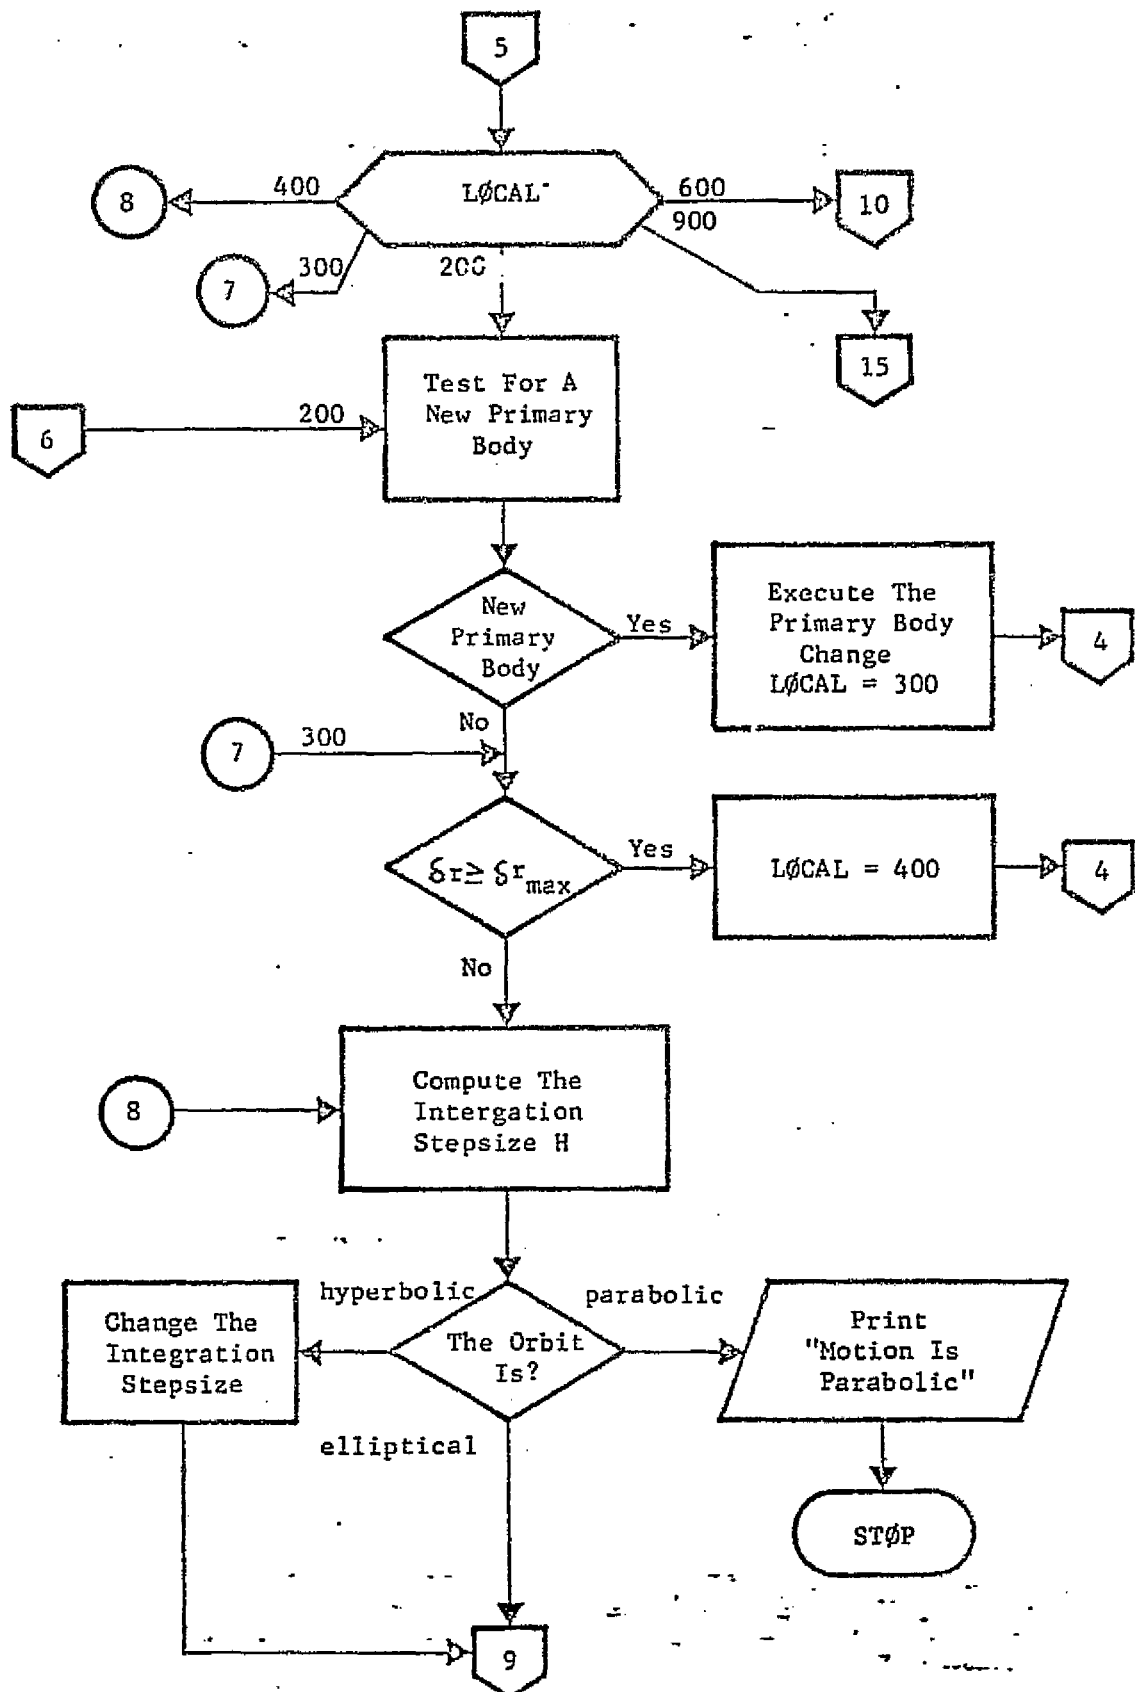 5
LØCAL
400
8
600
10
900
300
7
200
15
Test For A
New Primary
Body
200
6
New
Primary
Body
Yes
Execute The
Primary Body
Change
LØCAL = 300
4
No
7
300
δr ≥ δr max
Yes
LØCAL = 400
4
No
8
Compute The
Intergation
Stepsize H
hyperbolic
parabolic
Change The
Integration
Stepsize
The Orbit
Is?
Print
"Motion Is
Parabolic"
elliptical
STØP
9